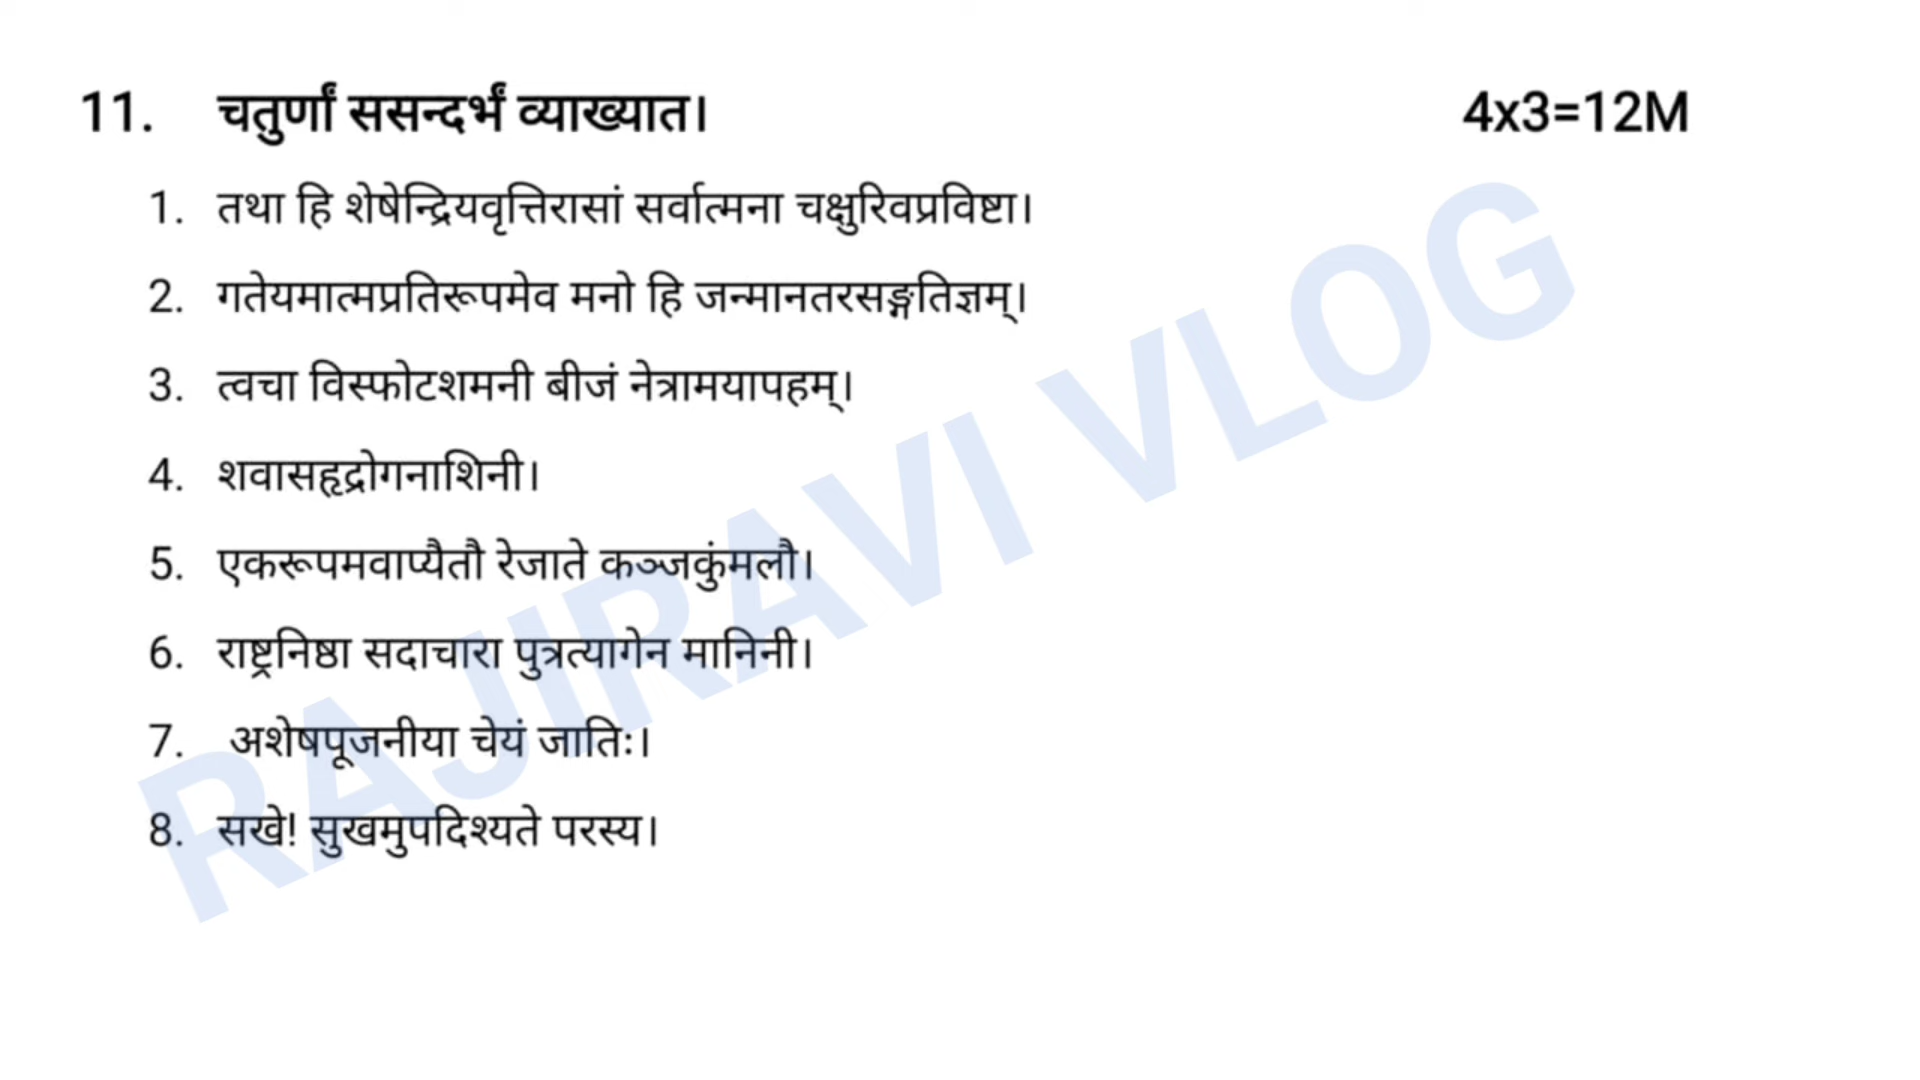 11. चतुर्णां ससन्दर्भं व्याख्यात। 4x3=12M
1. तथा हि शेषेन्द्रियवृत्तिरासां सर्वात्मना चक्षुरिवप्रविष्टा।
2. गतेयमात्मप्रतिरूपमेव मनो हि जन्मानतरसङ्गतिज्ञम्।
3. त्वचा विस्फोटशमनी बीजं नेत्रामयापहम्।
4. शवासहृद्रोगनाशिनी।
5. एकरूपमवाप्यैतौ रेजाते कञ्जकुंमलौ।
6. राष्ट्रनिष्ठा सदाचारा पुत्रत्यागेन मानिनी।
7. अशेषपूजनीया चेयं जातिः।
8. सखे! सुखमुपदिश्यते परस्य।
RAJIRAVI VLOG